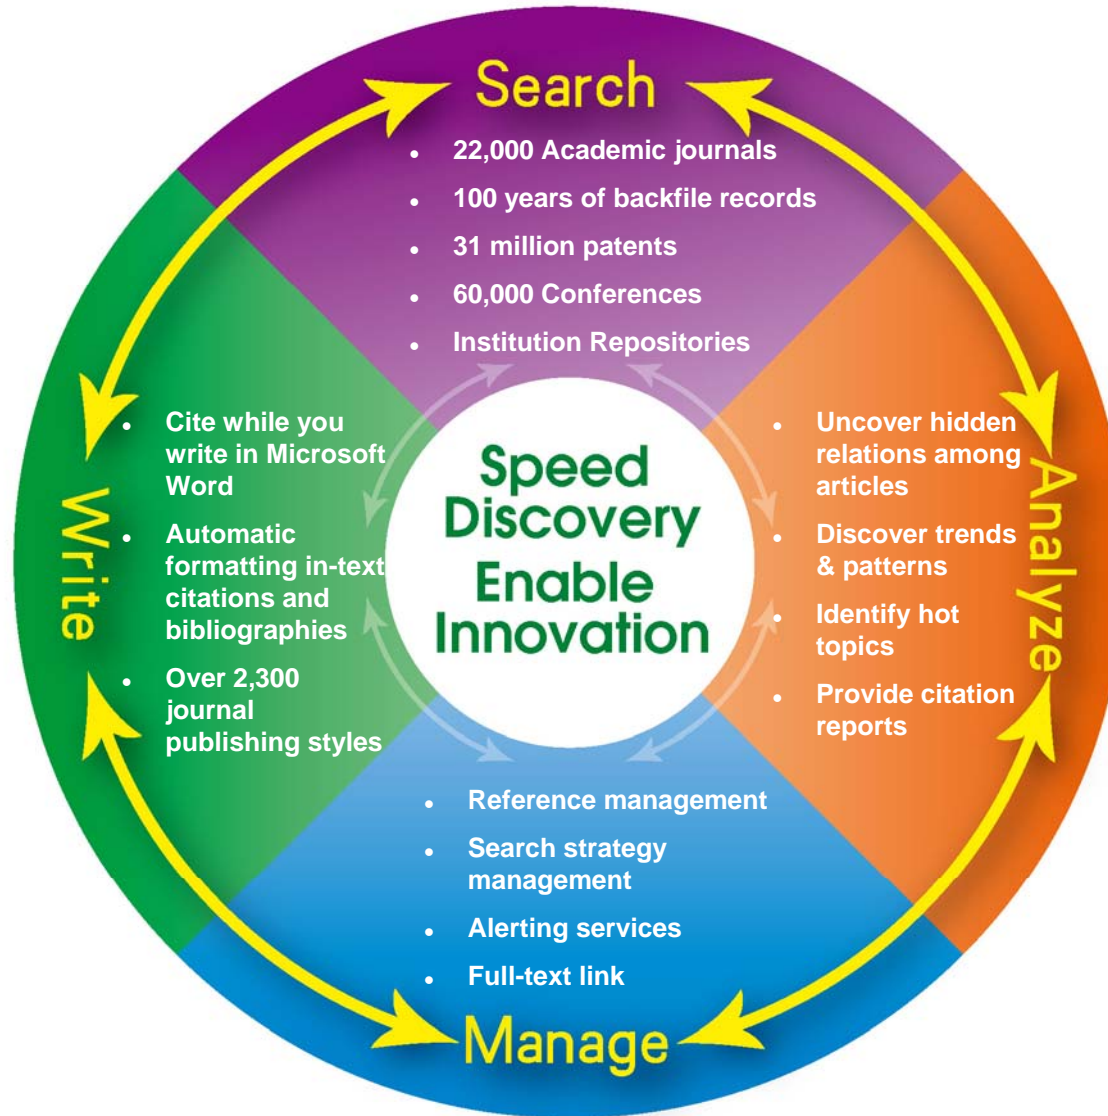 Search
• 22,000 Academic journals
• 100 years of backfile records
• 31 million patents
• 60,000 Conferences
• Institution Repositories
Write
• Cite while you
write in Microsoft
Word
• Automatic
formatting in-text
citations and
bibliographies
• Over 2,300
journal
publishing styles
Speed
Discovery
Enable
Innovation
• Uncover hidden
relations among
articles
• Discover trends
& patterns
• Identify hot
topics
• Provide citation
reports
Analyze
• Reference management
• Search strategy
management
• Alerting services
• Full-text link
Manage